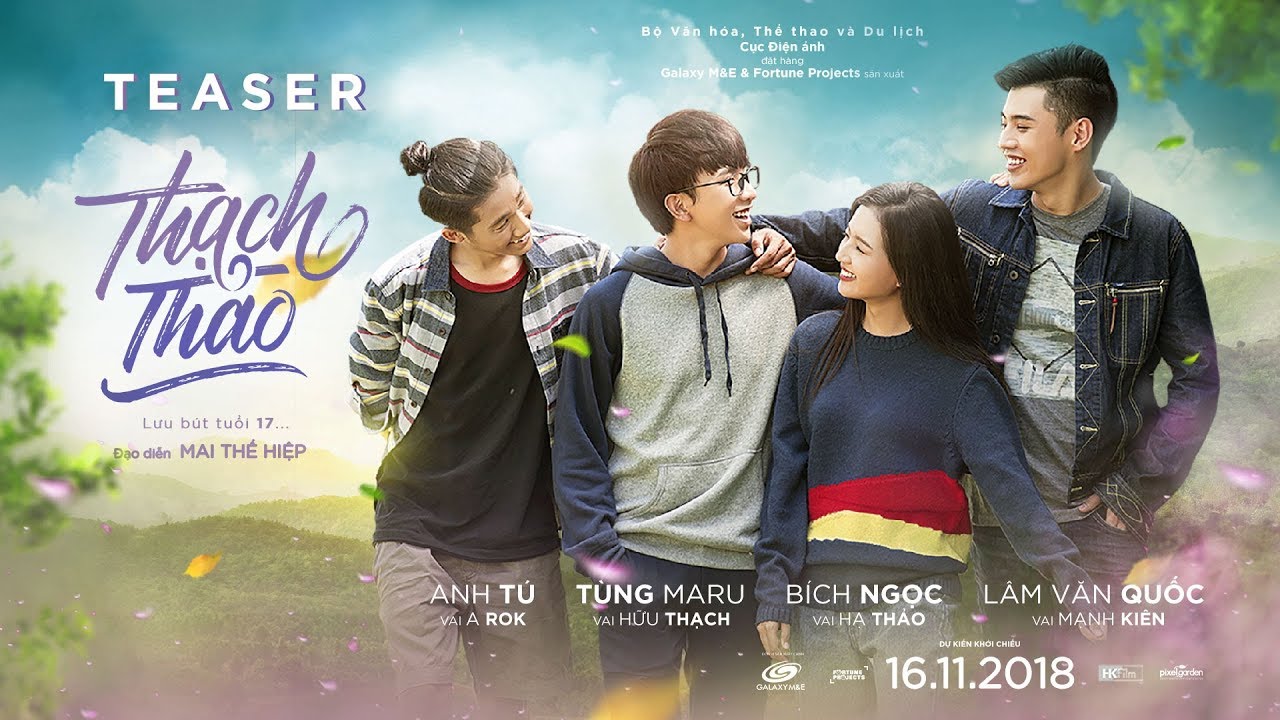 Bộ Văn hóa, Thể thao và Du lịch
Cục Điện ảnh
đặt hàng
Galaxy M&E & Fortune Projects sản xuất
TEASER
Thạch
Thảo
Lưu bút tuổi 17...
Đạo diễn MAI THẾ HIỆP
ANH TÚ
VAI A ROK
TÙNG MARU
VAI HỮU THẠCH
BÍCH NGỌC
VAI HẠ THẢO
LÂM VĂN QUỐC
VAI MẠNH KIÊN
DỰ KIẾN KHỞI CHIẾU
16.11.2018
GALAXY M&E
FORTUNE
PROJECTS
HKfilm
pixelgarden